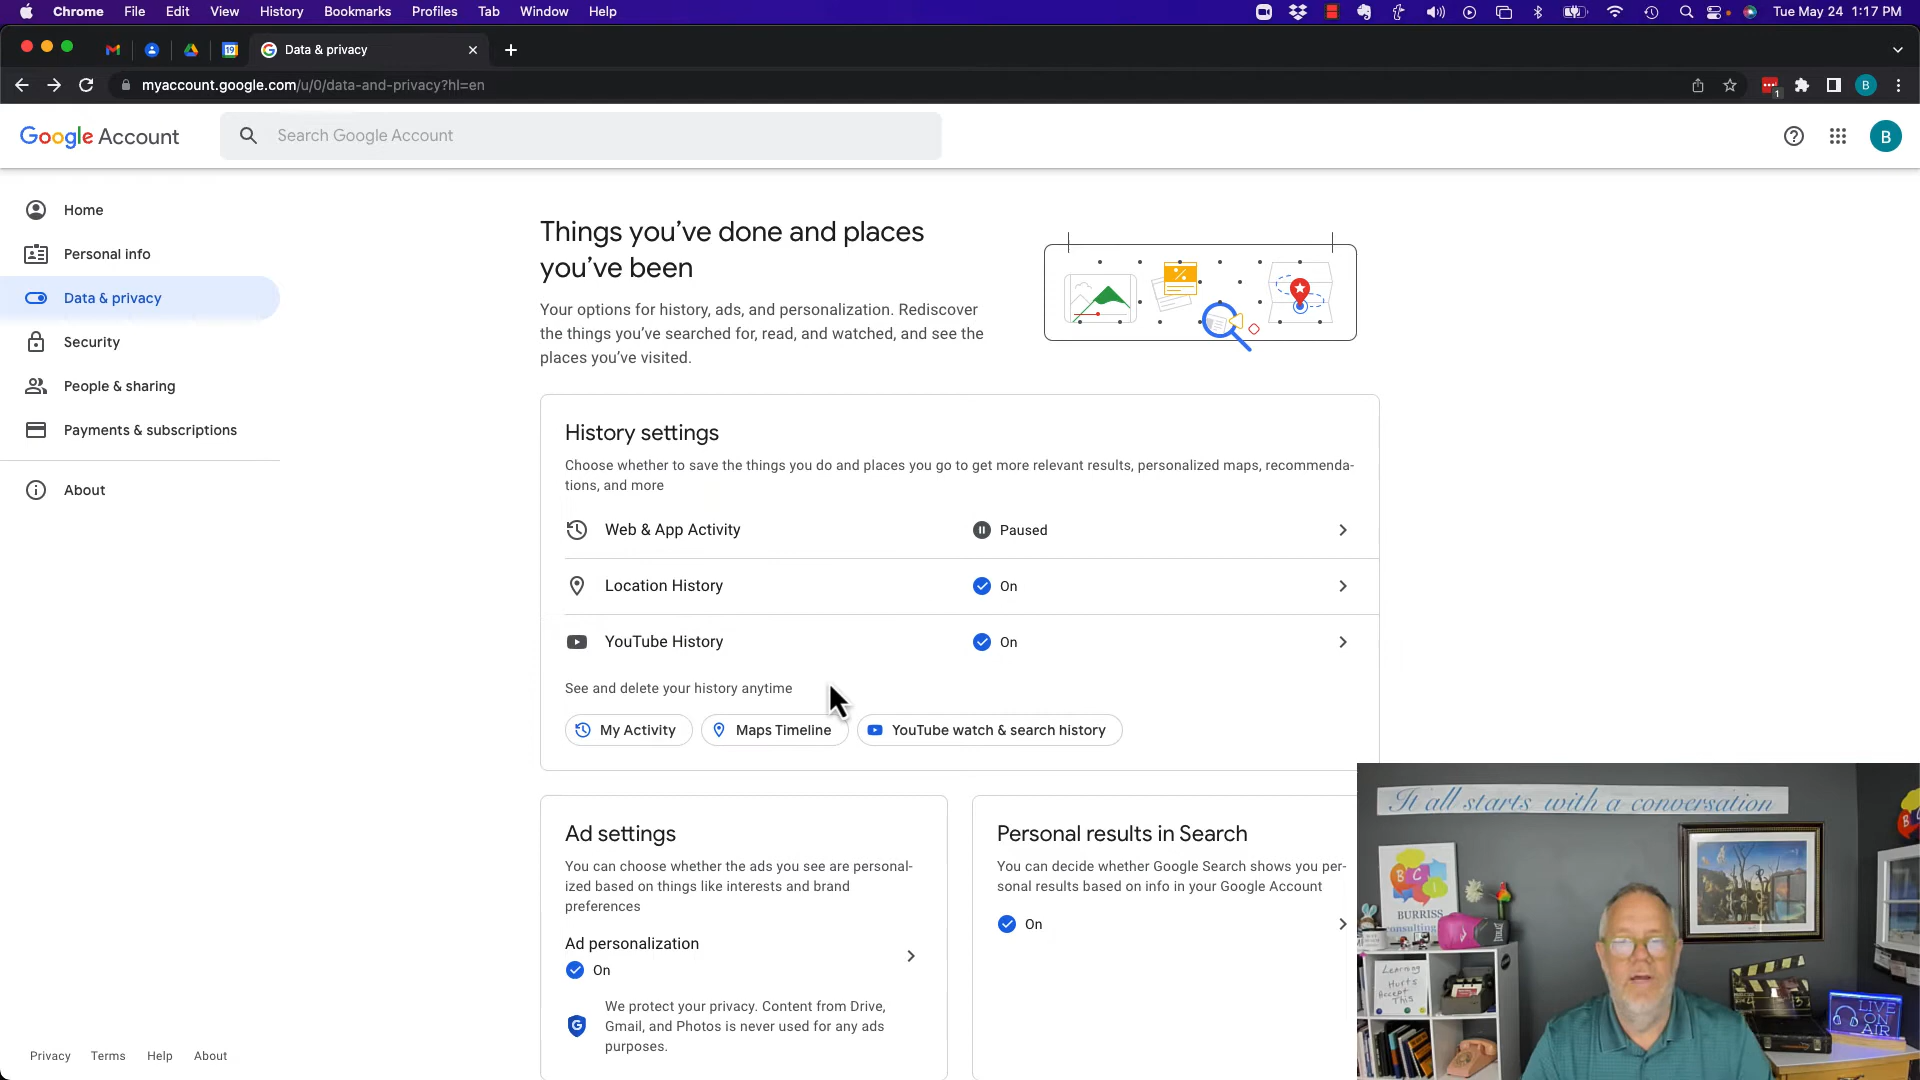 Chrome File Edit View History Bookmarks Profiles Tab Window Help
Tue May 24 1:17 PM
19
Data & privacy
myaccount.google.com/u/0/data-and-privacy?hl=en
1
B
Google Account
Search Google Account
B
Home
Personal info
Data & privacy
Security
People & sharing
Payments & subscriptions
About
Things you've done and places
you've been
Your options for history, ads, and personalization. Rediscover
the things you've searched for, read, and watched, and see the
places you've visited.
%
History settings
Choose whether to save the things you do and places you go to get more relevant results, personalized maps, recommenda-
tions, and more
Web & App Activity Paused
Location History On
YouTube History On
See and delete your history anytime
My Activity Maps Timeline YouTube watch & search history
Ad settings
You can choose whether the ads you see are personal-
ized based on things like interests and brand
preferences
Ad personalization
On
G
We protect your privacy. Content from Drive,
Gmail, and Photos is never used for any ads
purposes.
Personal results in Search
You can decide whether Google Search shows you per-
sonal results based on info in your Google Account
On
It all starts with a conversation
B C I
BURRISS
consulting
Learning
Hurts
Accept
This
LIVE
ON
AIR
Privacy Terms Help About